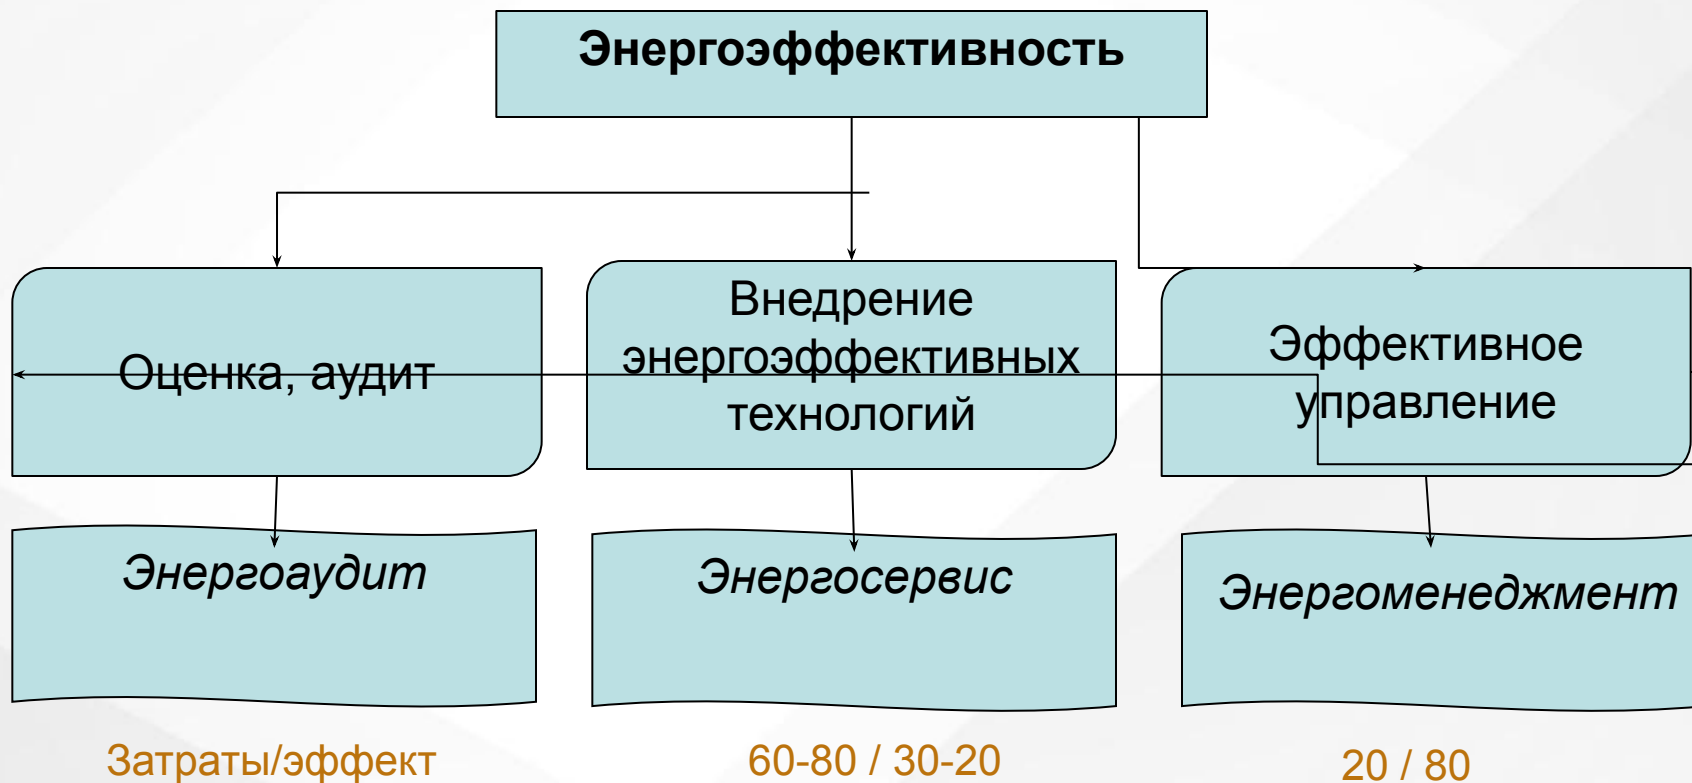 Энергоэффективность
Оценка, аудит
Внедрение
энергоэффективных
технологий
Эффективное
управление
Энергоаудит
Энергосервис
Энергоменеджмент
Затраты/эффект
60-80 / 30-20
20 / 80